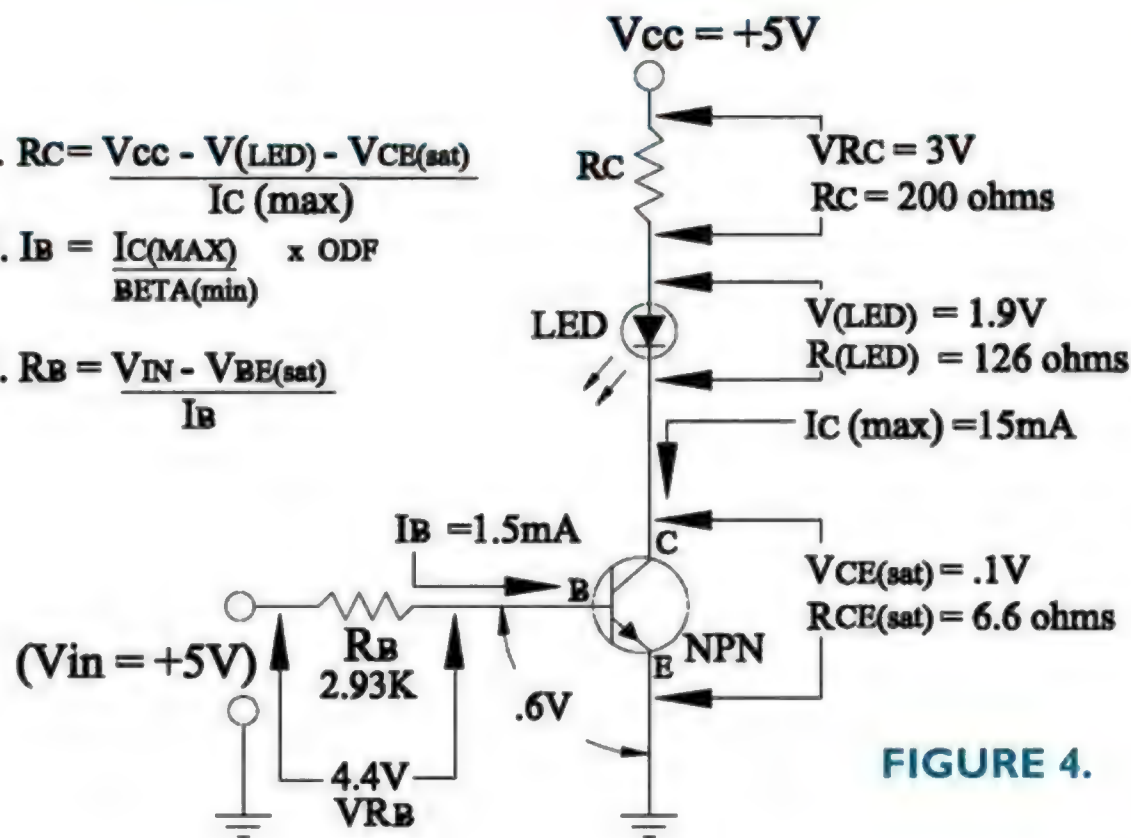 Vcc = +5V
. RC= Vcc - V(LED) - VCE(sat)
IC (max)
. IB = IC(MAX) x ODF
BETA(min)
. RB = VIN - VBE(sat)
IB
RC
VRC = 3V
RC = 200 ohms
LED
V(LED) = 1.9V
R(LED) = 126 ohms
IC (max) =15mA
IB =1.5mA
C
B
E
NPN
VCE(sat) = .1V
RCE(sat) = 6.6 ohms
(Vin = +5V)
RB
2.93K
.6V
4.4V
VRB
FIGURE 4.